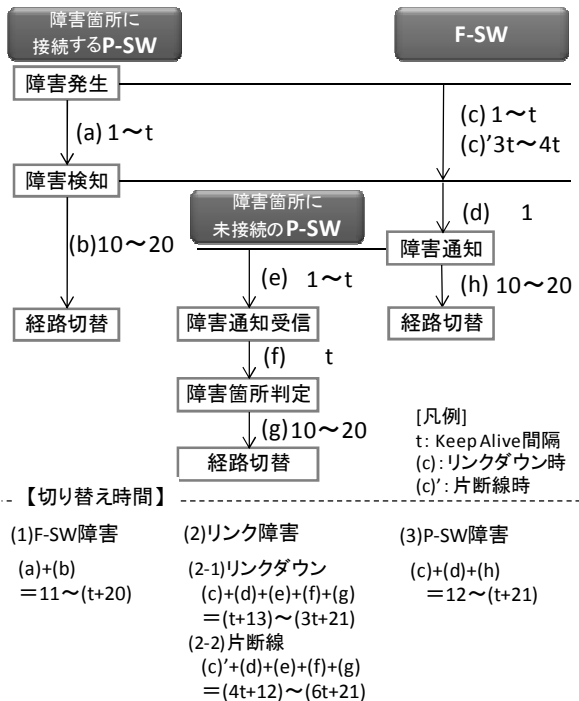 障害箇所に
接続するP-SW
F-SW
障害発生
(a) 1～t
(c) 1～t
(c)'3t～4t
障害検知
障害箇所に
未接続のP-SW
(d) 1
(b)10～20
障害通知
(e) 1～t
(h) 10～20
経路切替
障害通知受信
経路切替
(f) t
障害箇所判定
(g)10～20
経路切替
[凡例]
t: Keep Alive間隔
(c):リンクダウン時
(c)':片断線時
【切り替え時間】
(1)F-SW障害
(a)+(b)
＝11～(t+20)
(2)リンク障害
(2-1)リンクダウン
(c)+(d)+(e)+(f)+(g)
＝(t+13)～(3t+21)
(2-2)片断線
(c)'+(d)+(e)+(f)+(g)
＝(4t+12)～(6t+21)
(3)P-SW障害
(c)+(d)+(h)
＝12～(t+21)